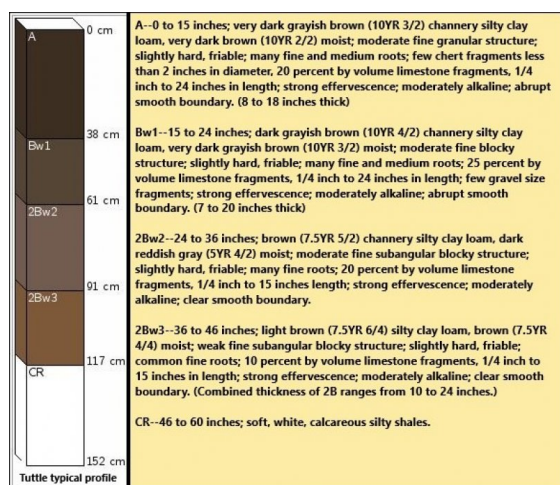 A
0 cm
38 cm
Bw1
61 cm
2Bw2
91 cm
2Bw3
117 cm
CR
152 cm
Tuttle typical profile
A--0 to 15 inches; very dark grayish brown (10YR 3/2) channery silty clay
loam, very dark brown (10YR 2/2) moist; moderate fine granular structure;
slightly hard, friable; many fine and medium roots; few chert fragments less
than 2 inches in diameter, 20 percent by volume limestone fragments, 1/4
inch to 24 inches in length; strong effervescence; moderately alkaline; abrupt
smooth boundary. (8 to 18 inches thick)
Bw1--15 to 24 inches; dark grayish brown (10YR 4/2) channery silty clay
loam, very dark grayish brown (10YR 3/2) moist; moderate fine blocky
structure; slightly hard, friable; many fine and medium roots; 25 percent by
volume limestone fragments, 1/4 inch to 24 inches in length; few gravel size
fragments; strong effervescence; moderately alkaline; abrupt smooth
boundary. (7 to 20 inches thick)
2Bw2--24 to 36 inches; brown (7.5YR 5/2) channery silty clay loam, dark
reddish gray (5YR 4/2) moist; moderate fine subangular blocky structure;
slightly hard, friable; many fine roots; 20 percent by volume limestone
fragments, 1/4 inch to 15 inches length; strong effervescence; moderately
alkaline; clear smooth boundary.
2Bw3--36 to 46 inches; light brown (7.5YR 6/4) silty clay loam, brown (7.5YR
4/4) moist; weak fine subangular blocky structure; slightly hard, friable;
common fine roots; 10 percent by volume limestone fragments, 1/4 inch to
15 inches in length; strong effervescence; moderately alkaline; clear smooth
boundary. (Combined thickness of 2B ranges from 10 to 24 inches.)
CR--46 to 60 inches; soft, white, calcareous silty shales.